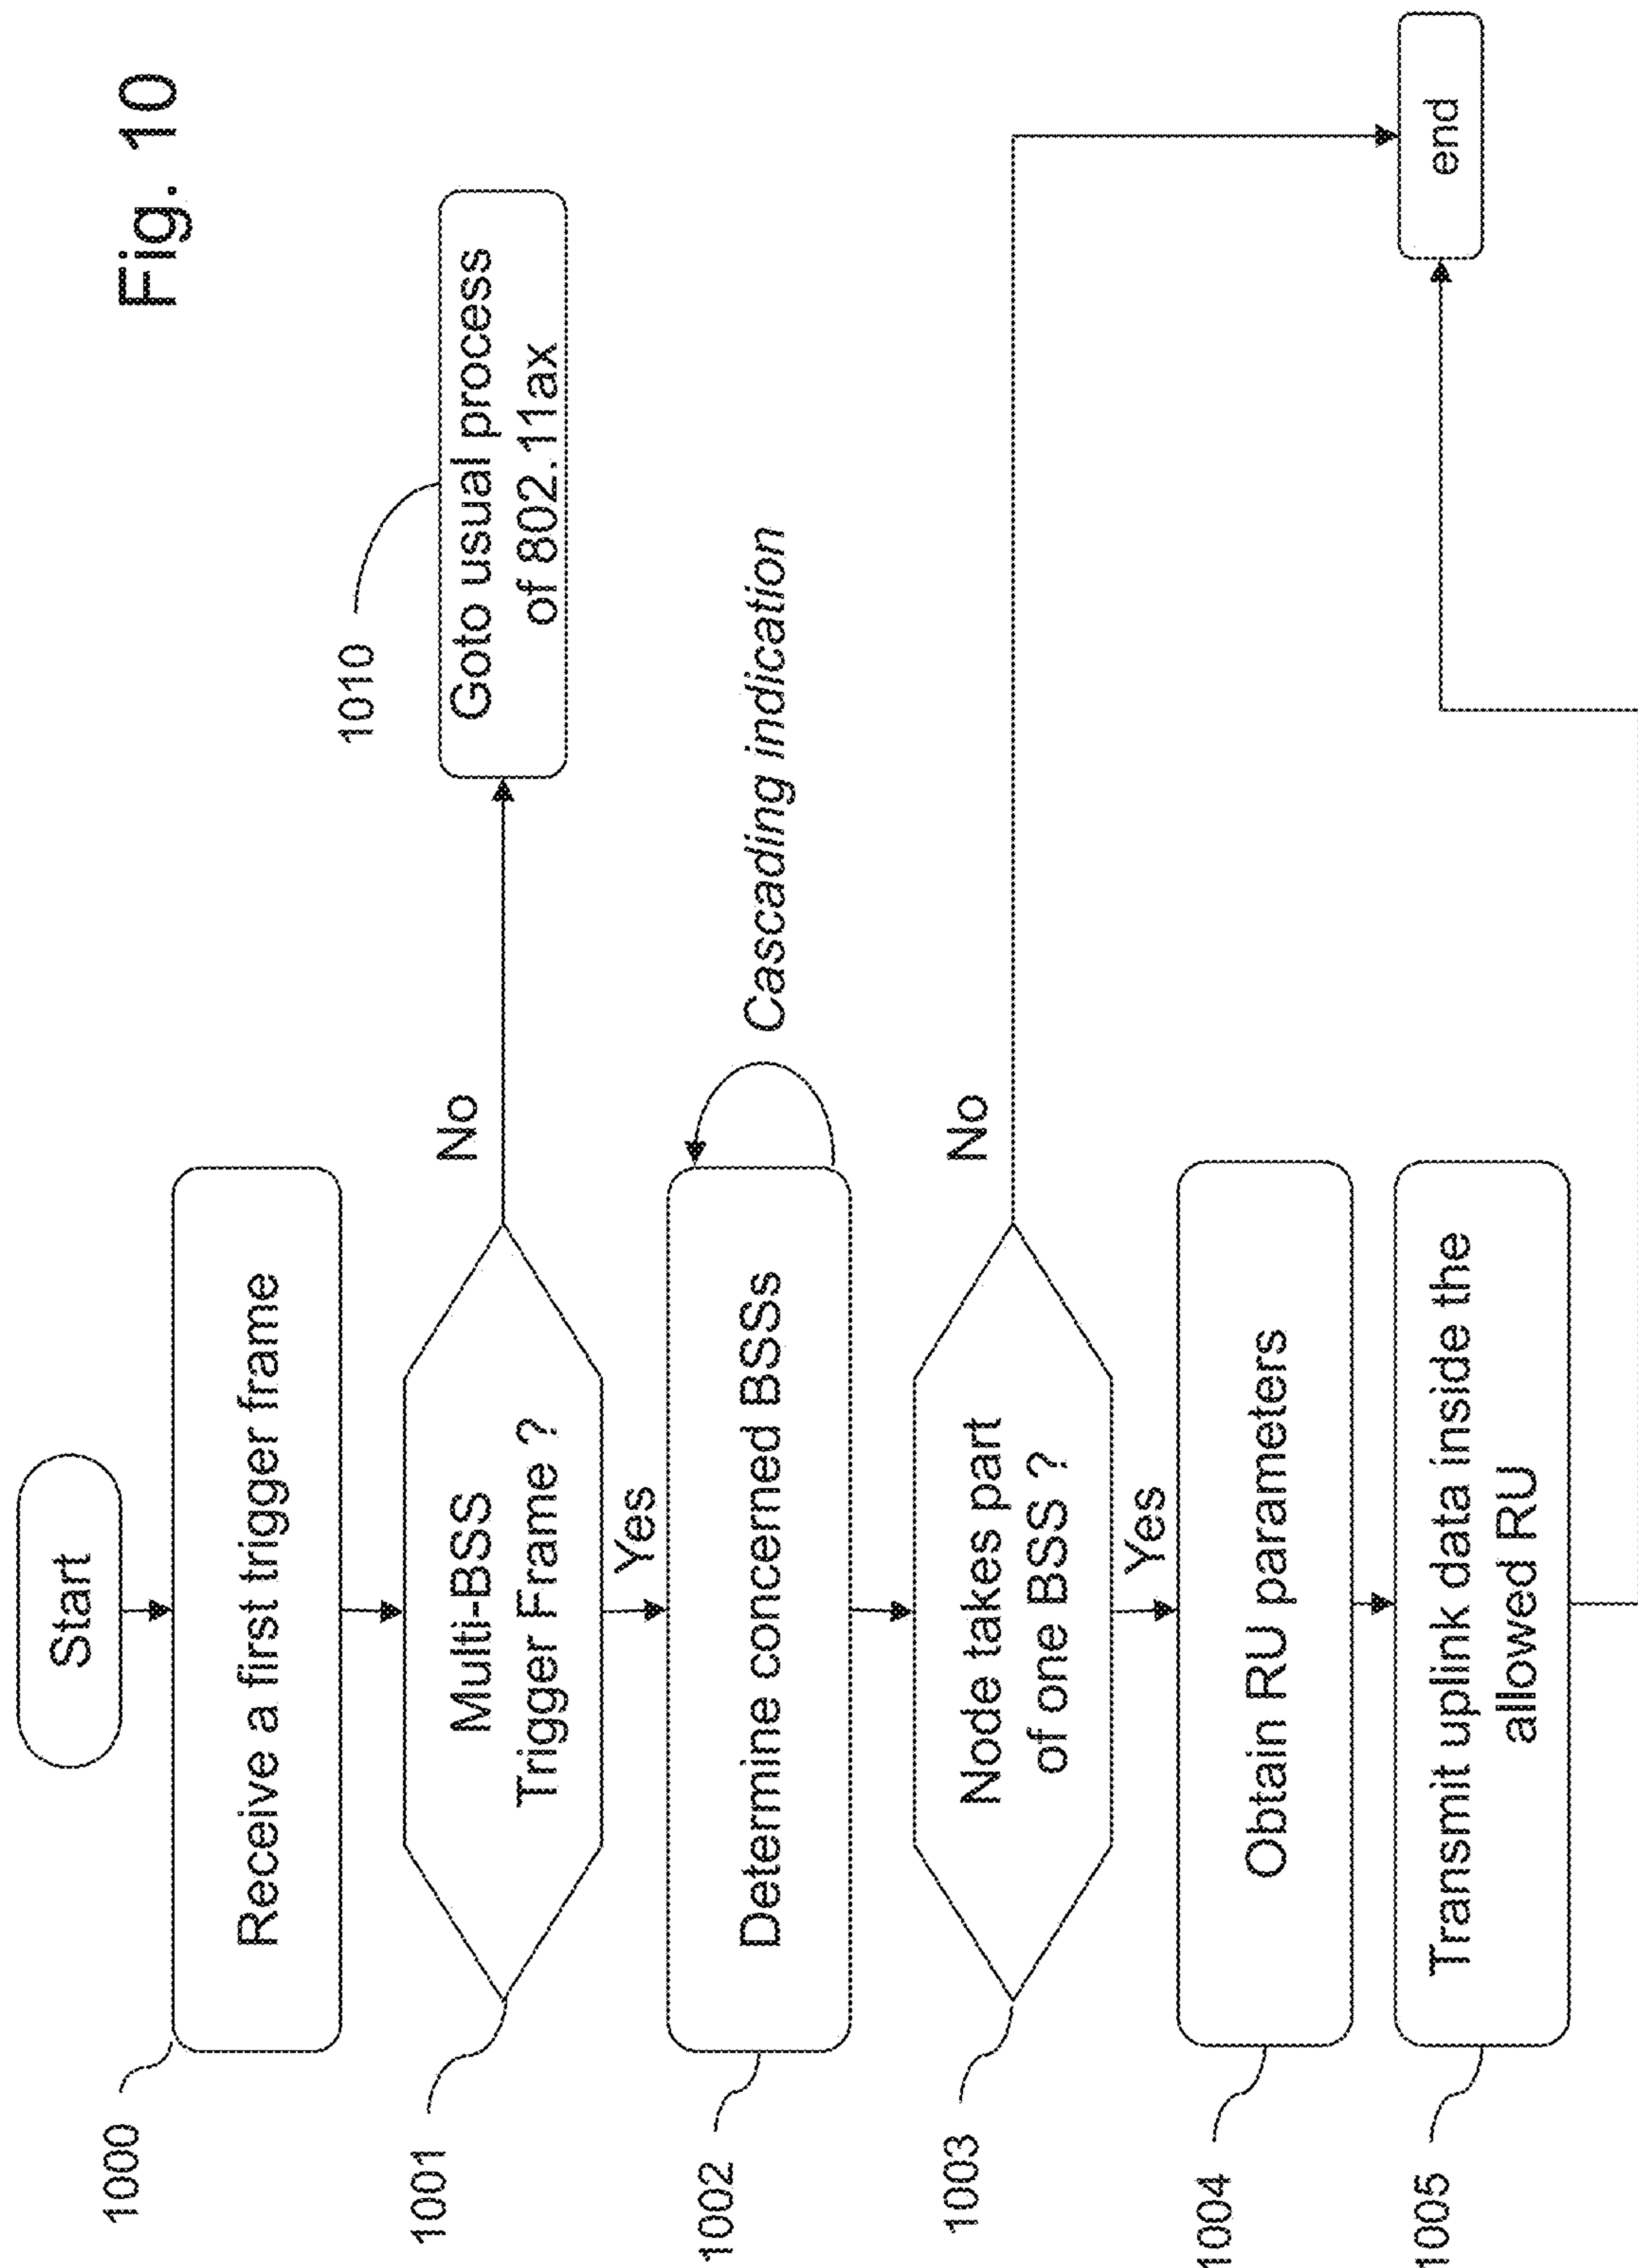 Fig. 10
Start
1000
Receive a first trigger frame
1001
Multi-BSS
Trigger Frame ?
No
1010
Goto usual process
of 802.11ax
Yes
1002
Determine concerned BSSs
Cascading indication
1003
Node takes part
of one BSS ?
No
Yes
1004
Obtain RU parameters
1005
Transmit uplink data inside the
allowed RU
end